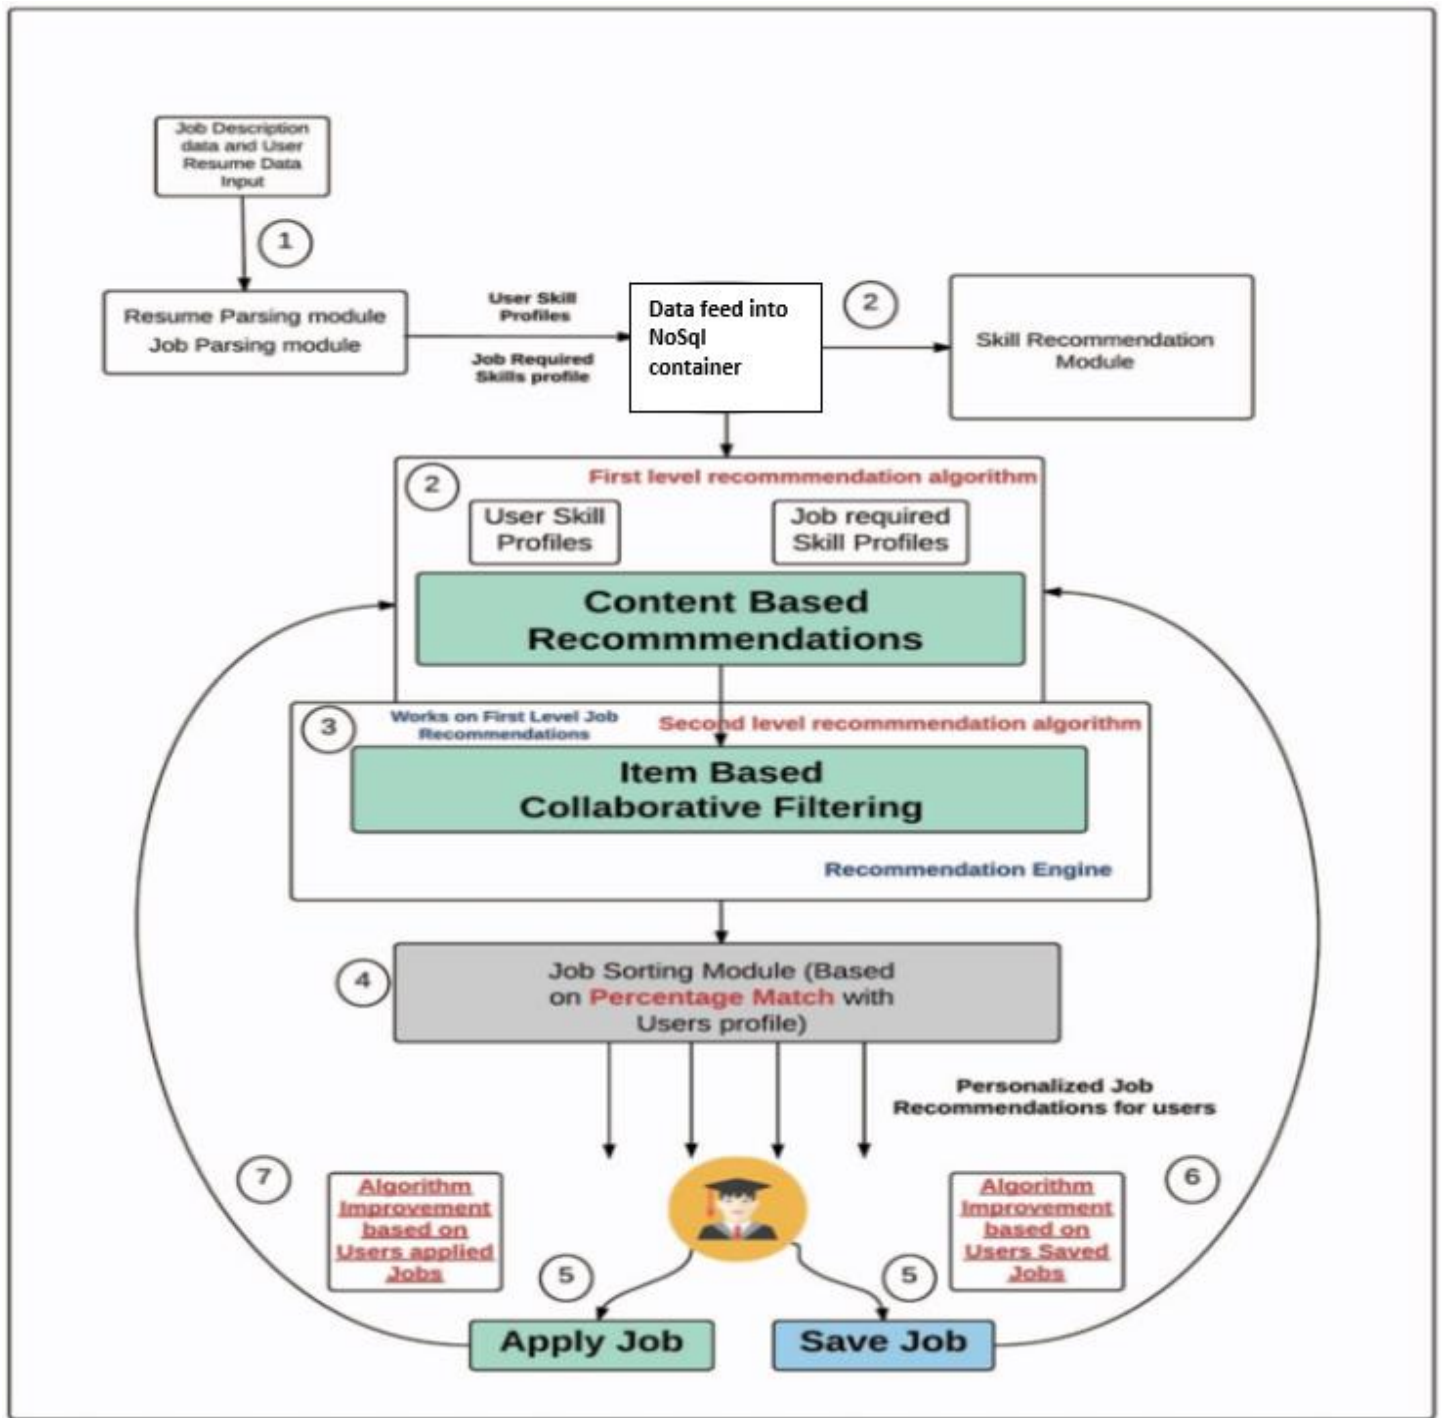 Job Description
data and User
Resume Data
Input
1
Resume Parsing module
Job Parsing module
User Skill
Profiles
Job Required
Skills profile
Data feed into
NoSql
container
2
Skill Recommendation
Module
2
First level recommmendation algorithm
User Skill
Profiles
Job required
Skill Profiles
Content Based
Recommmendations
3
Works on First Level Job
Recommendations
Second level recommmendation algorithm
Item Based
Collaborative Filtering
Recommendation Engine
4
Job Sorting Module (Based
on Percentage Match with
Users profile)
Personalized Job
Recommendations for users
7
Algorithm
Improvement
based on
Users applied
Jobs
5
5
Algorithm
Improvement
based on
Users Saved
Jobs
6
Apply Job
Save Job